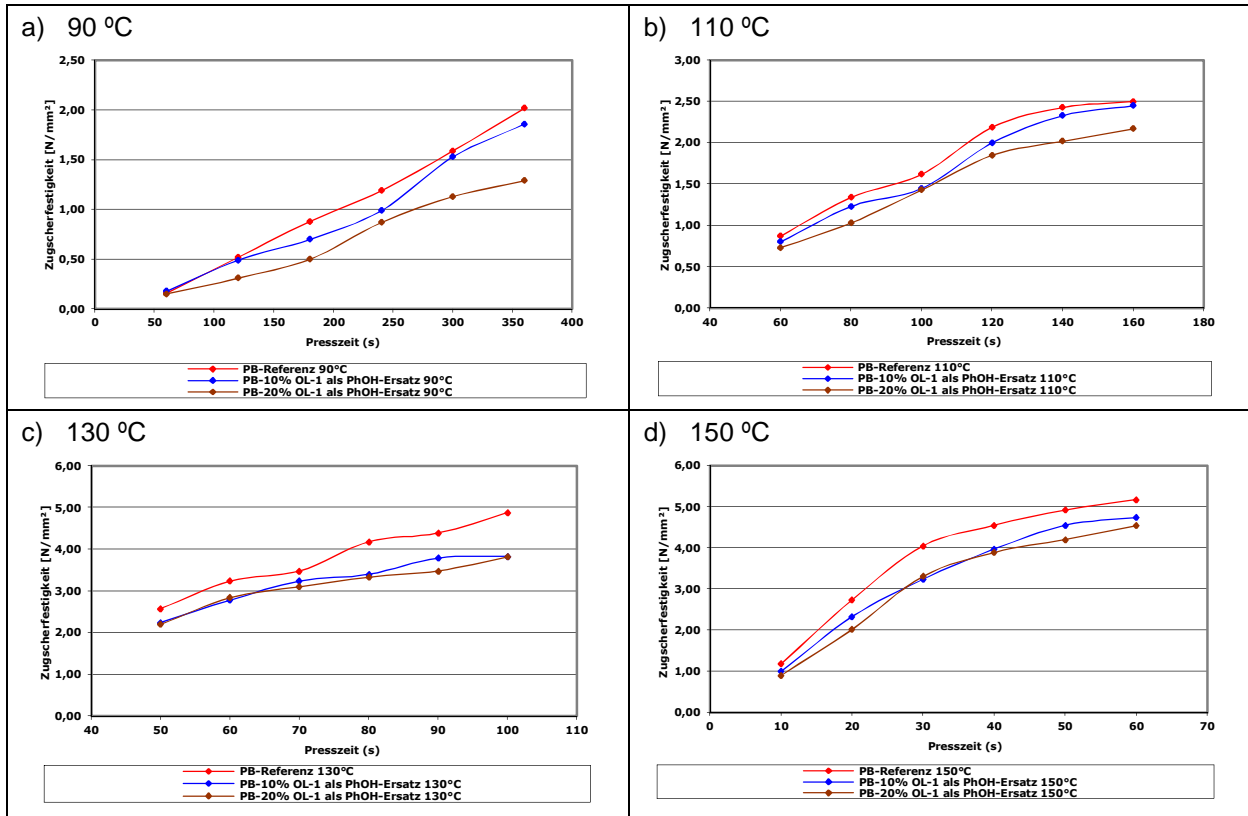 a) 90 ºC
Zugscherfestigkeit [N/mm²]
2,50
2,00
1,50
1,00
0,50
0,00
0 50 100 150 200 250 300 350 400
Presszeit (s)
PB-Referenz 90°C
PB-10% OL-1 als PhOH-Ersatz 90°C
PB-20% OL-1 als PhOH-Ersatz 90°C
b) 110 ºC
Zugscherfestigkeit [N/mm²]
3,00
2,50
2,00
1,50
1,00
0,50
0,00
40 60 80 100 120 140 160 180
Presszeit (s)
PB-Referenz 110°C
PB-10% OL-1 als PhOH-Ersatz 110°C
PB-20% OL-1 als PhOH-Ersatz 110°C
c) 130 ºC
Zugscherfestigkeit [N/mm²]
6,00
5,00
4,00
3,00
2,00
1,00
0,00
40 50 60 70 80 90 100 110
Presszeit (s)
PB-Referenz 130°C
PB-10% OL-1 als PhOH-Ersatz 130°C
PB-20% OL-1 als PhOH-Ersatz 130°C
d) 150 ºC
Zugscherfestigkeit [N/mm²]
6,00
5,00
4,00
3,00
2,00
1,00
0,00
0 10 20 30 40 50 60 70
Presszeit (s)
PB-Referenz 150°C
PB-10% OL-1 als PhOH-Ersatz 150°C
PB-20% OL-1 als PhOH-Ersatz 150°C